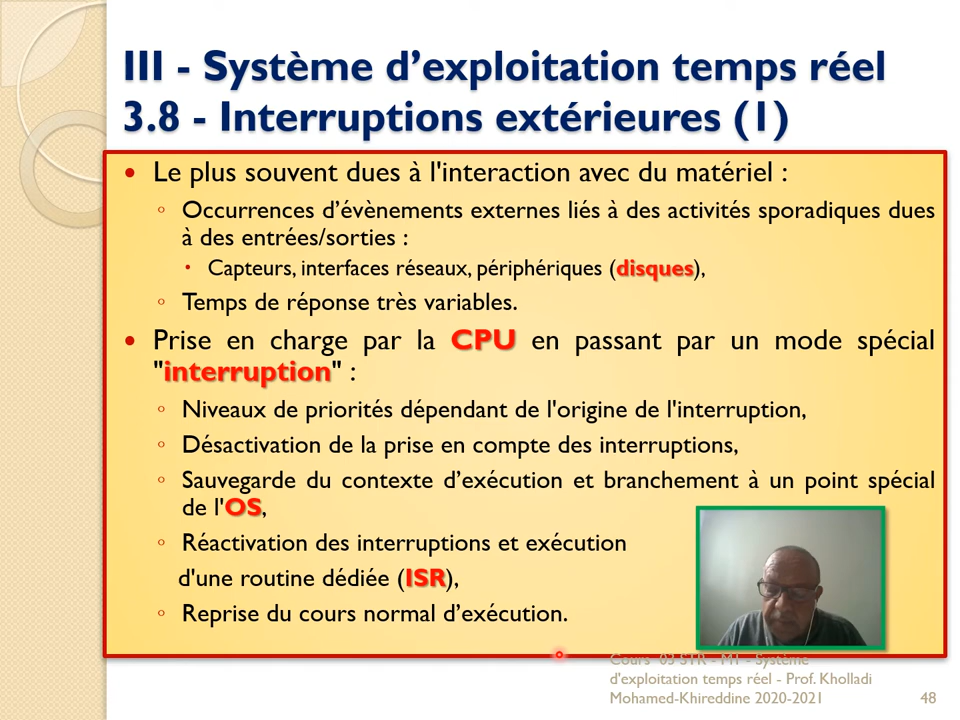 III - Système d’exploitation temps réel
3.8 - Interruptions extérieures (1)
• Le plus souvent dues à l'interaction avec du matériel :
◦ Occurrences d’évènements externes liés à des activités sporadiques dues
à des entrées/sorties :
• Capteurs, interfaces réseaux, périphériques (disques),
◦ Temps de réponse très variables.
• Prise en charge par la CPU en passant par un mode spécial
"interruption" :
◦ Niveaux de priorités dépendant de l'origine de l'interruption,
◦ Désactivation de la prise en compte des interruptions,
◦ Sauvegarde du contexte d’exécution et branchement à un point spécial
de l'OS,
◦ Réactivation des interruptions et exécution
d'une routine dédiée (ISR),
◦ Reprise du cours normal d’exécution.
Cours 03 STR - M1 - Système
d'exploitation temps réel - Prof. Kholladi
Mohamed-Khireddine 2020-2021
48